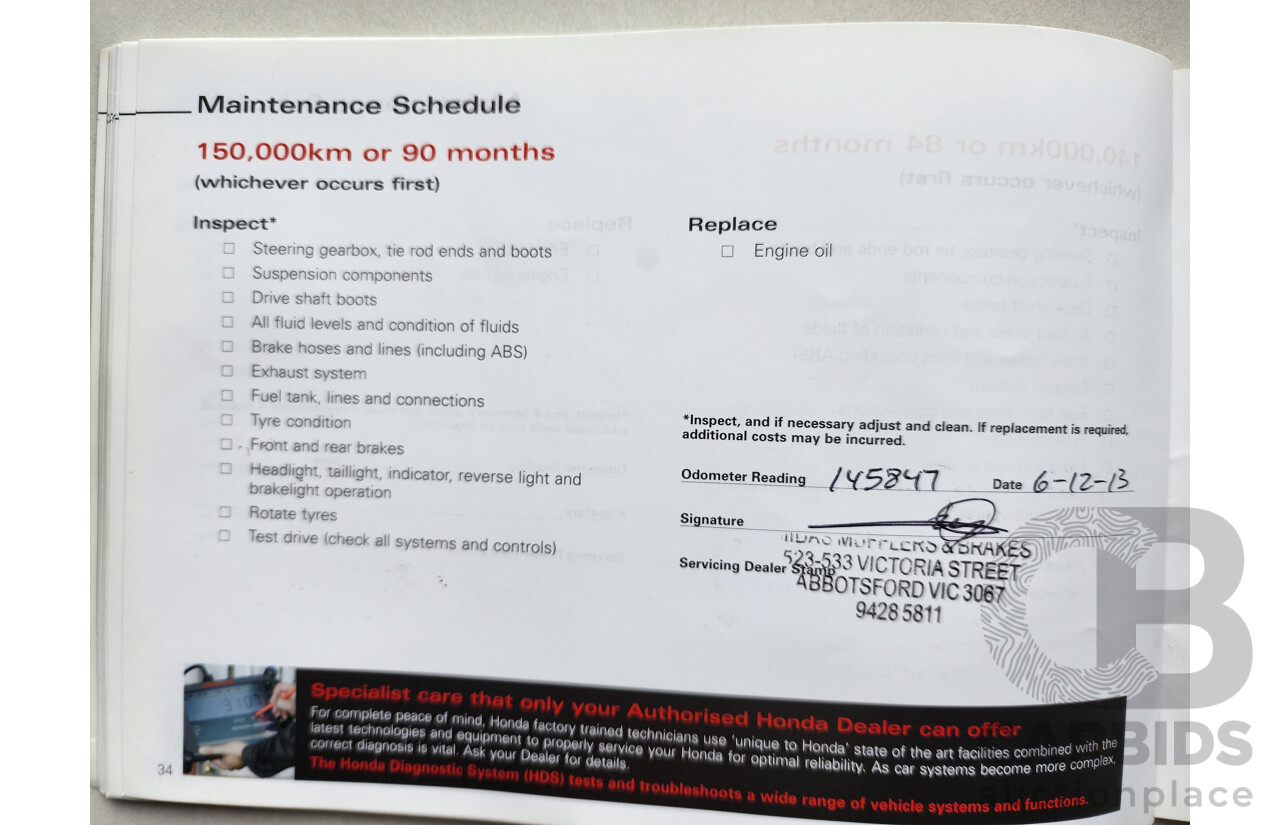 Maintenance Schedule
150,000km or 90 months
(whichever occurs first)
Inspect*
Steering gearbox, tie rod ends and boots
Suspension components
Drive shaft boots
All fluid levels and condition of fluids
Brake hoses and lines (including ABS)
Exhaust system
Fuel tank, lines and connections
Tyre condition
Front and rear brakes
Headlight, taillight, indicator, reverse light and
brakelight operation
Rotate tyres
Test drive (check all systems and controls)
Replace
Engine oil
*Inspect, and if necessary adjust and clean. If replacement is required,
additional costs may be incurred.
Odometer Reading 145847 Date 6-12-13
Signature
MUFFLERS & BRAKES
Servicing Dealer Stamp
523-533 VICTORIA STREET
ABBOTSFORD VIC 3067
9428 5811
Specialist care that only your Authorised Honda Dealer can offer
For complete peace of mind, Honda factory trained technicians use 'unique to Honda' state of the art facilities combined with the
latest technologies and equipment to properly service your Honda for optimal reliability. As car systems become more complex,
correct diagnosis is vital. Ask your Dealer for details.
The Honda Diagnostic System (HDS) tests and troubleshoots a wide range of vehicle systems and functions.
34